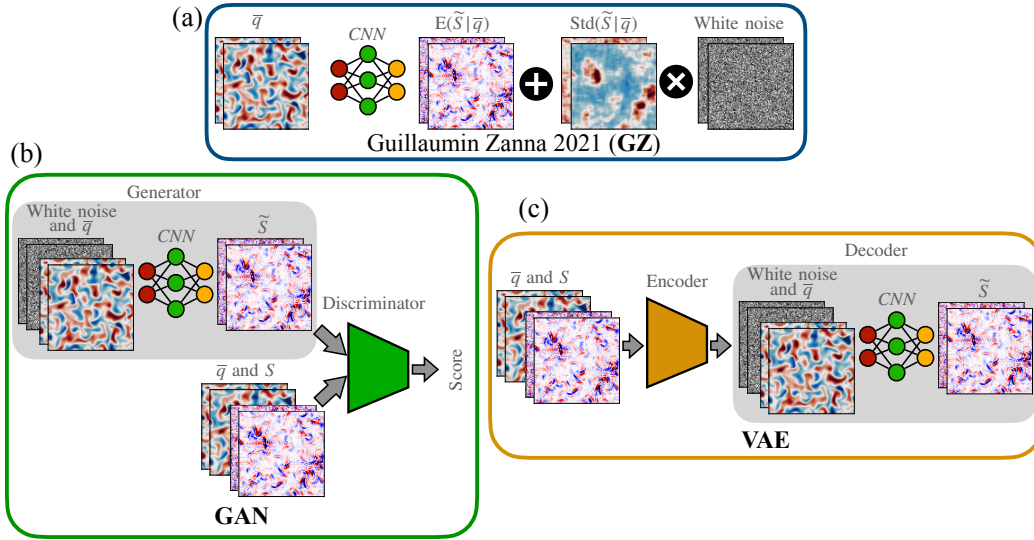 (a)
q̅
CNN
E(S̃|q̅)
Std(S̃|q̅)
White noise
Guillaumin Zanna 2021 (GZ)
(b)
Generator
White noise
and q̅
CNN
S̃
Discriminator
Score
q̅ and S
GAN
(c)
Decoder
q̅ and S
Encoder
White noise
and q̅
CNN
S̃
VAE